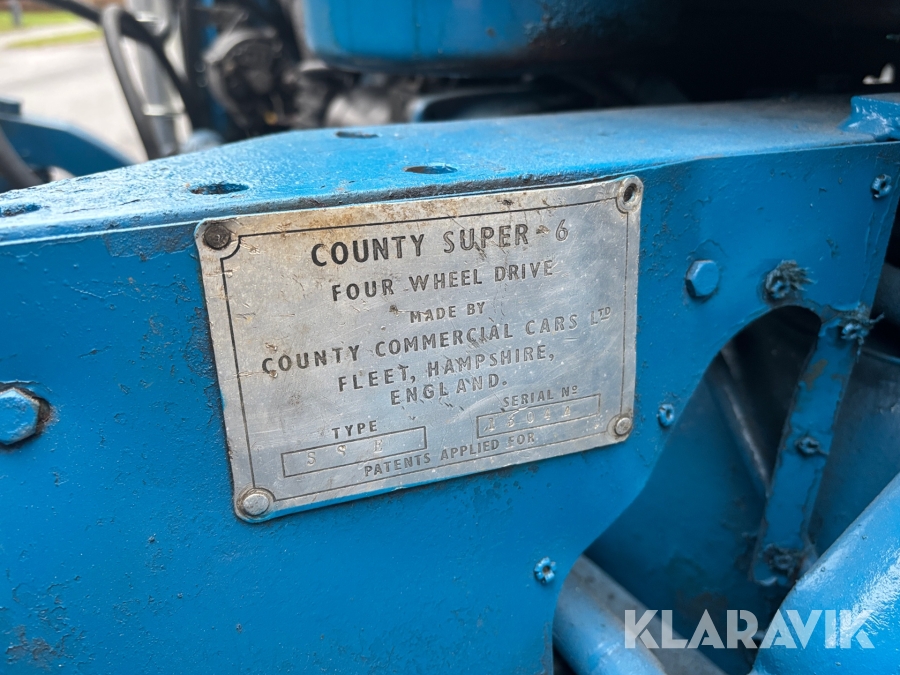 COUNTY SUPER-6
FOUR WHEEL DRIVE
MADE BY
COUNTY COMMERCIAL CARS LTD
FLEET, HAMPSHIRE,
ENGLAND.
TYPE
SERIAL No
PATENTS APPLIED FOR
KLARAVIK